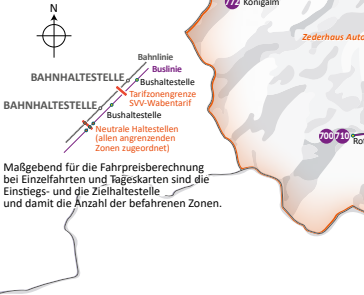 772 Königalm
N
Zederhaus Auto
Bahnlinie
Buslinie
BAHNHALTESTELLE
Bushaltestelle
Tarifzonengrenze
SVV-Wabentarif
BAHNHALTESTELLE
Bushaltestelle
Neutrale Haltestellen
(allen angrenzenden
Zonen zugeordnet)
700 710
Rot
Maßgebend für die Fahrpreisberechnung
bei Einzelfahrten und Tageskarten sind die
Einstiegs- und die Zielhaltestelle
und damit die Anzahl der befahrenen Zonen.